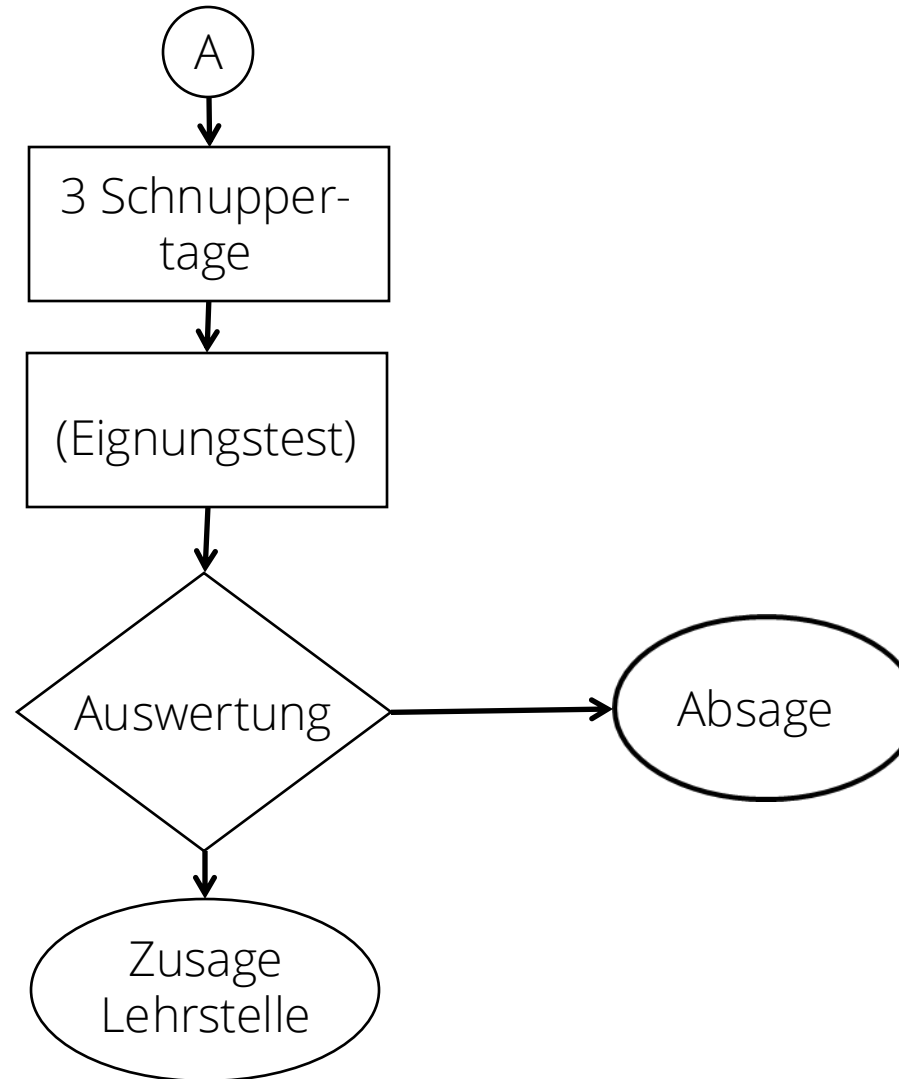 A
3 Schnupper-
tage
(Eignungstest)
Auswertung
Absage
Zusage
Lehrstelle